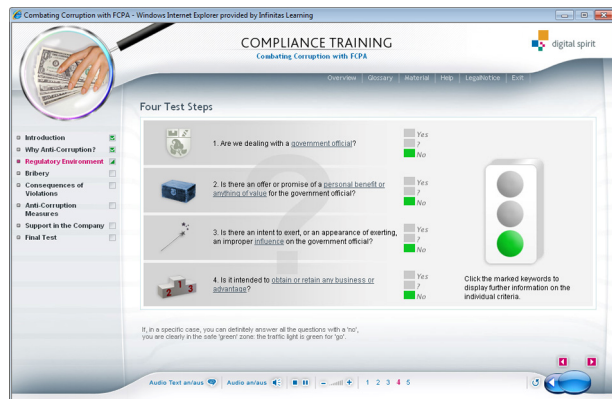 Combating Corruption with FCPA - Windows Internet Explorer provided by Infinitas Learning
COMPLIANCE TRAINING
Combating Corruption with FCPA
digital spirit
Overview | Glossary | Material | Help | LegalNotice | Exit
Four Test Steps
Introduction
Why Anti-Corruption?
Regulatory Environment
Bribery
Consequences of
Violations
Anti-Corruption
Measures
Support in the Company
Final Test
1. Are we dealing with a government official?
Yes
?
No
2. Is there an offer or promise of a personal benefit or
anything of value for the government official?
Yes
?
No
3. Is there an intent to exert, or an appearance of exerting,
an improper influence on the government official?
Yes
?
No
4. Is it intended to obtain or retain any business or
advantage?
Yes
?
No
2 1 3
Click the marked keywords to
display further information on the
individual criteria.
If, in a specific case, you can definitely answer all the questions with a 'no',
you are clearly in the safe 'green' zone: the traffic light is green for 'go'.
Audio Text an/aus | Audio an/aus | 1 2 3 4 5